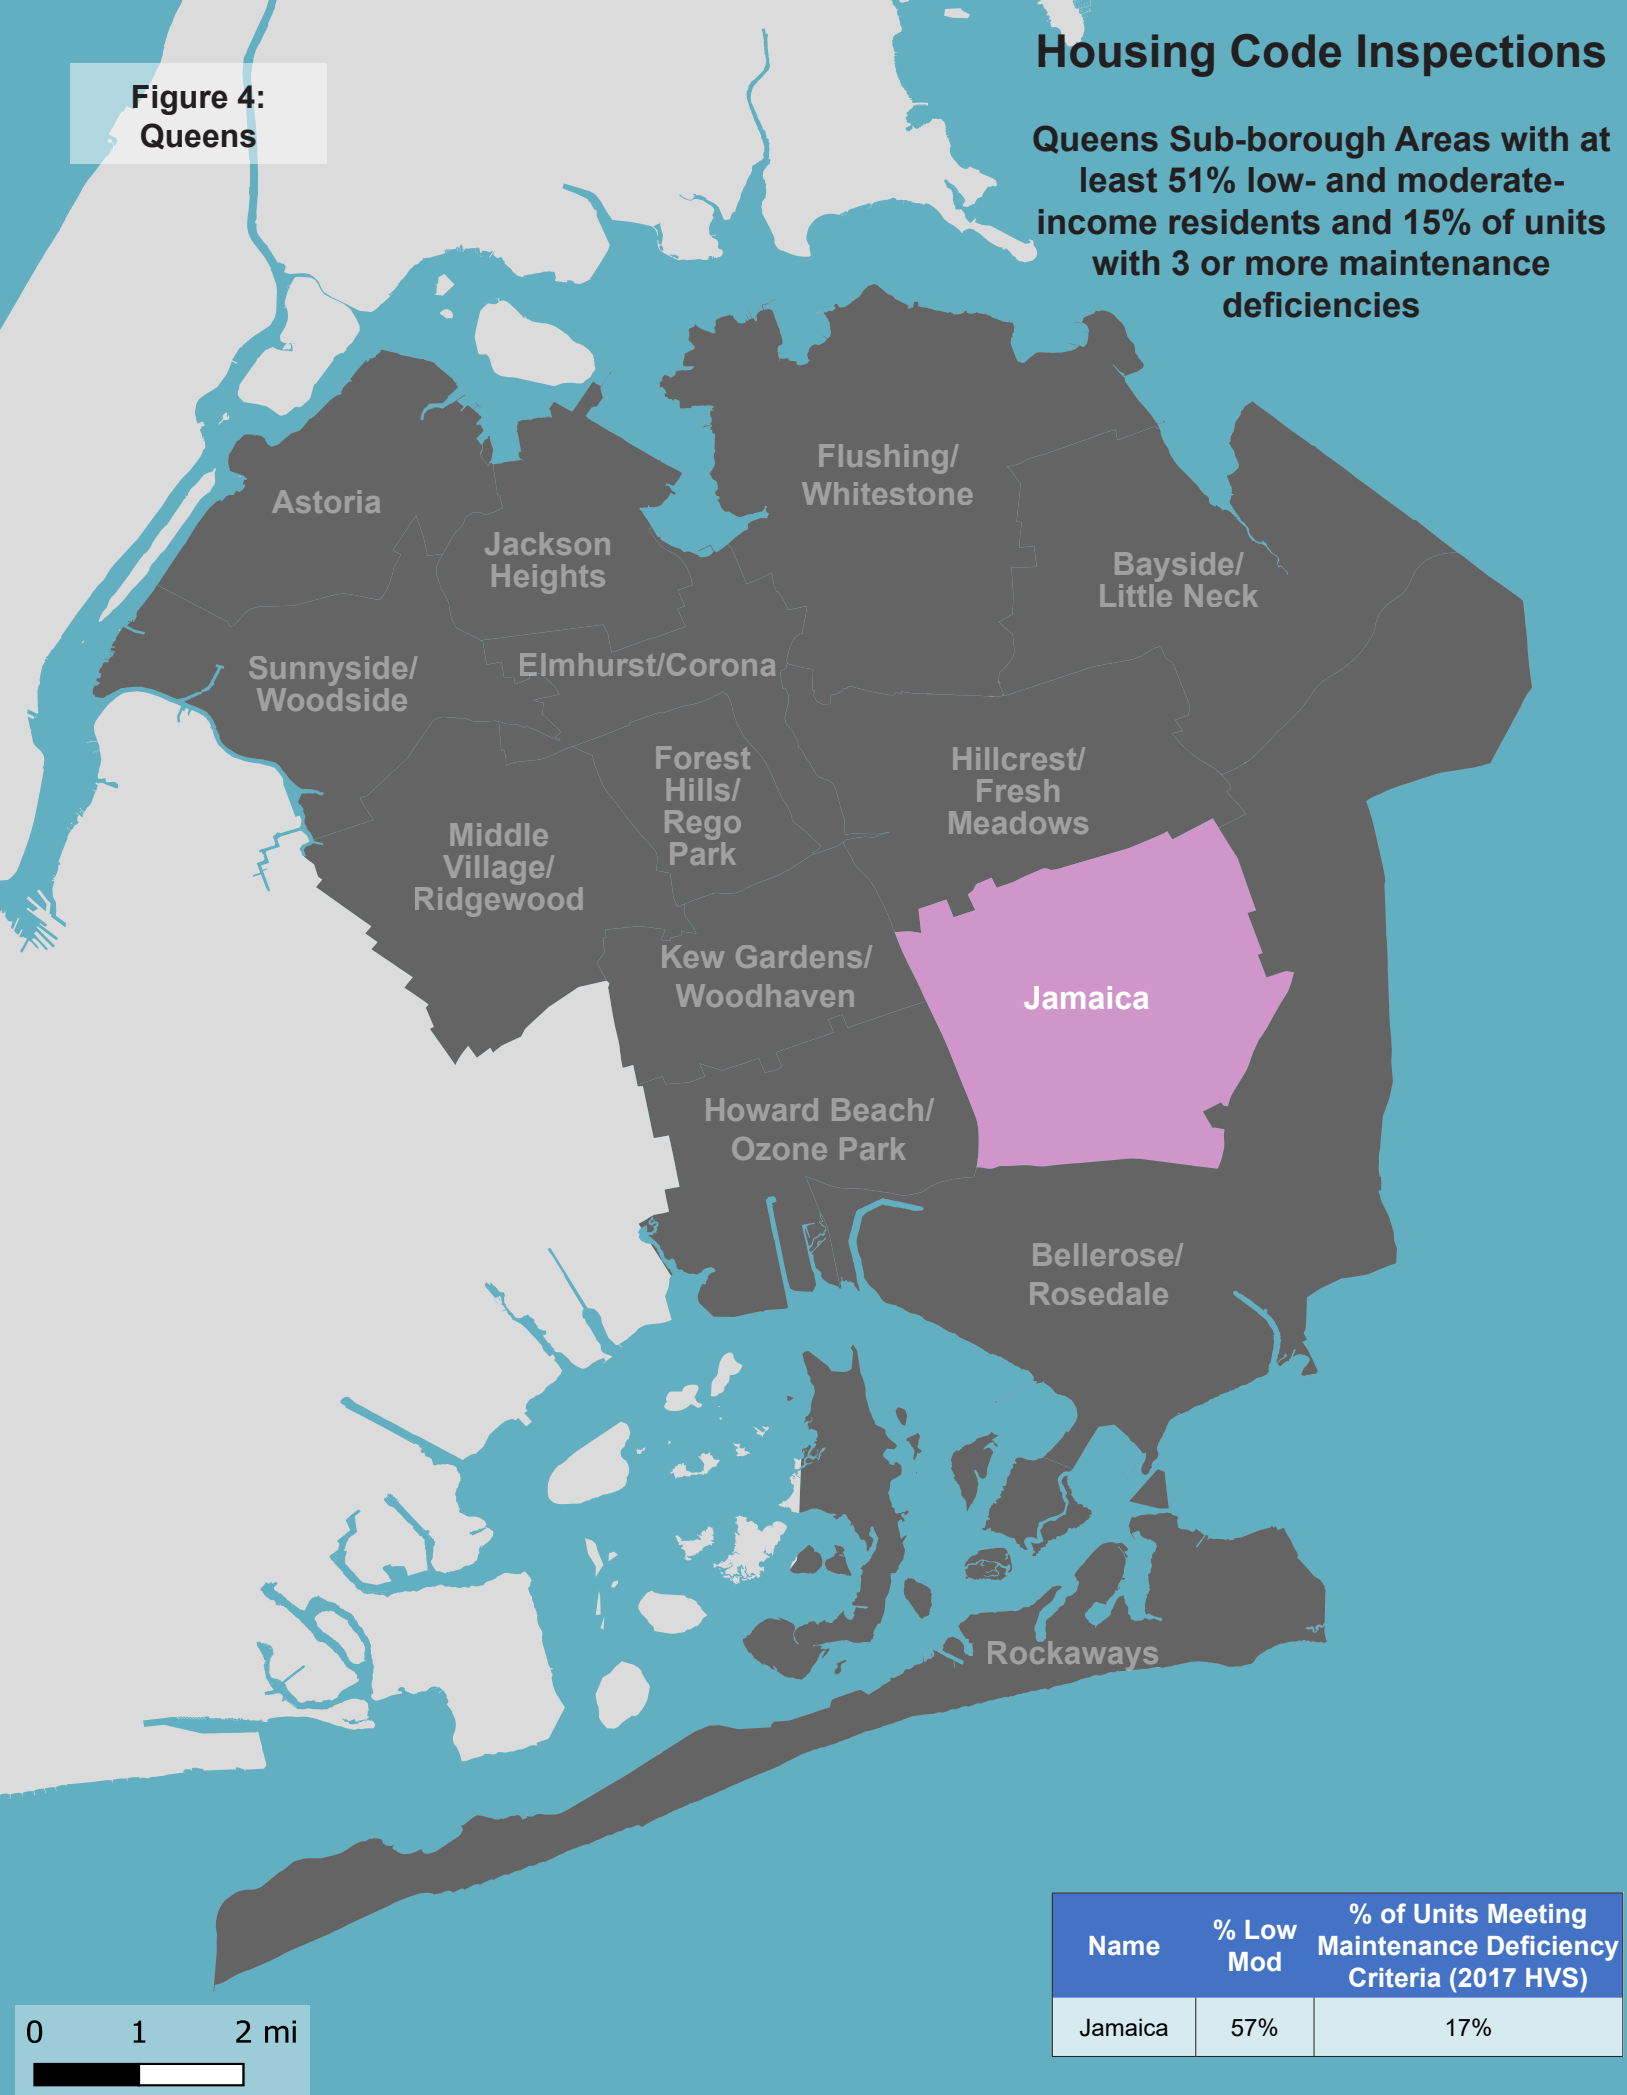 Housing Code Inspections
Figure 4:
Queens
Queens Sub-borough Areas with at
least 51% low- and moderate-
income residents and 15% of units
with 3 or more maintenance
deficiencies
Flushing/
Whitestone
Astoria
Jackson
Heights
Bayside/
Little Neck
Sunnyside/
Woodside
Elmhurst/Corona
Forest
Hills/
Rego
Park
Hillcrest/
Fresh
Meadows
Middle
Village/
Ridgewood
Kew Gardens/
Woodhaven
Jamaica
Howard Beach/
Ozone Park
Bellerose/
Rosedale
Rockaways
Name
% Low
Mod
% of Units Meeting
Maintenance Deficiency
Criteria (2017 HVS)
Jamaica 57% 17%
0 1 2 mi